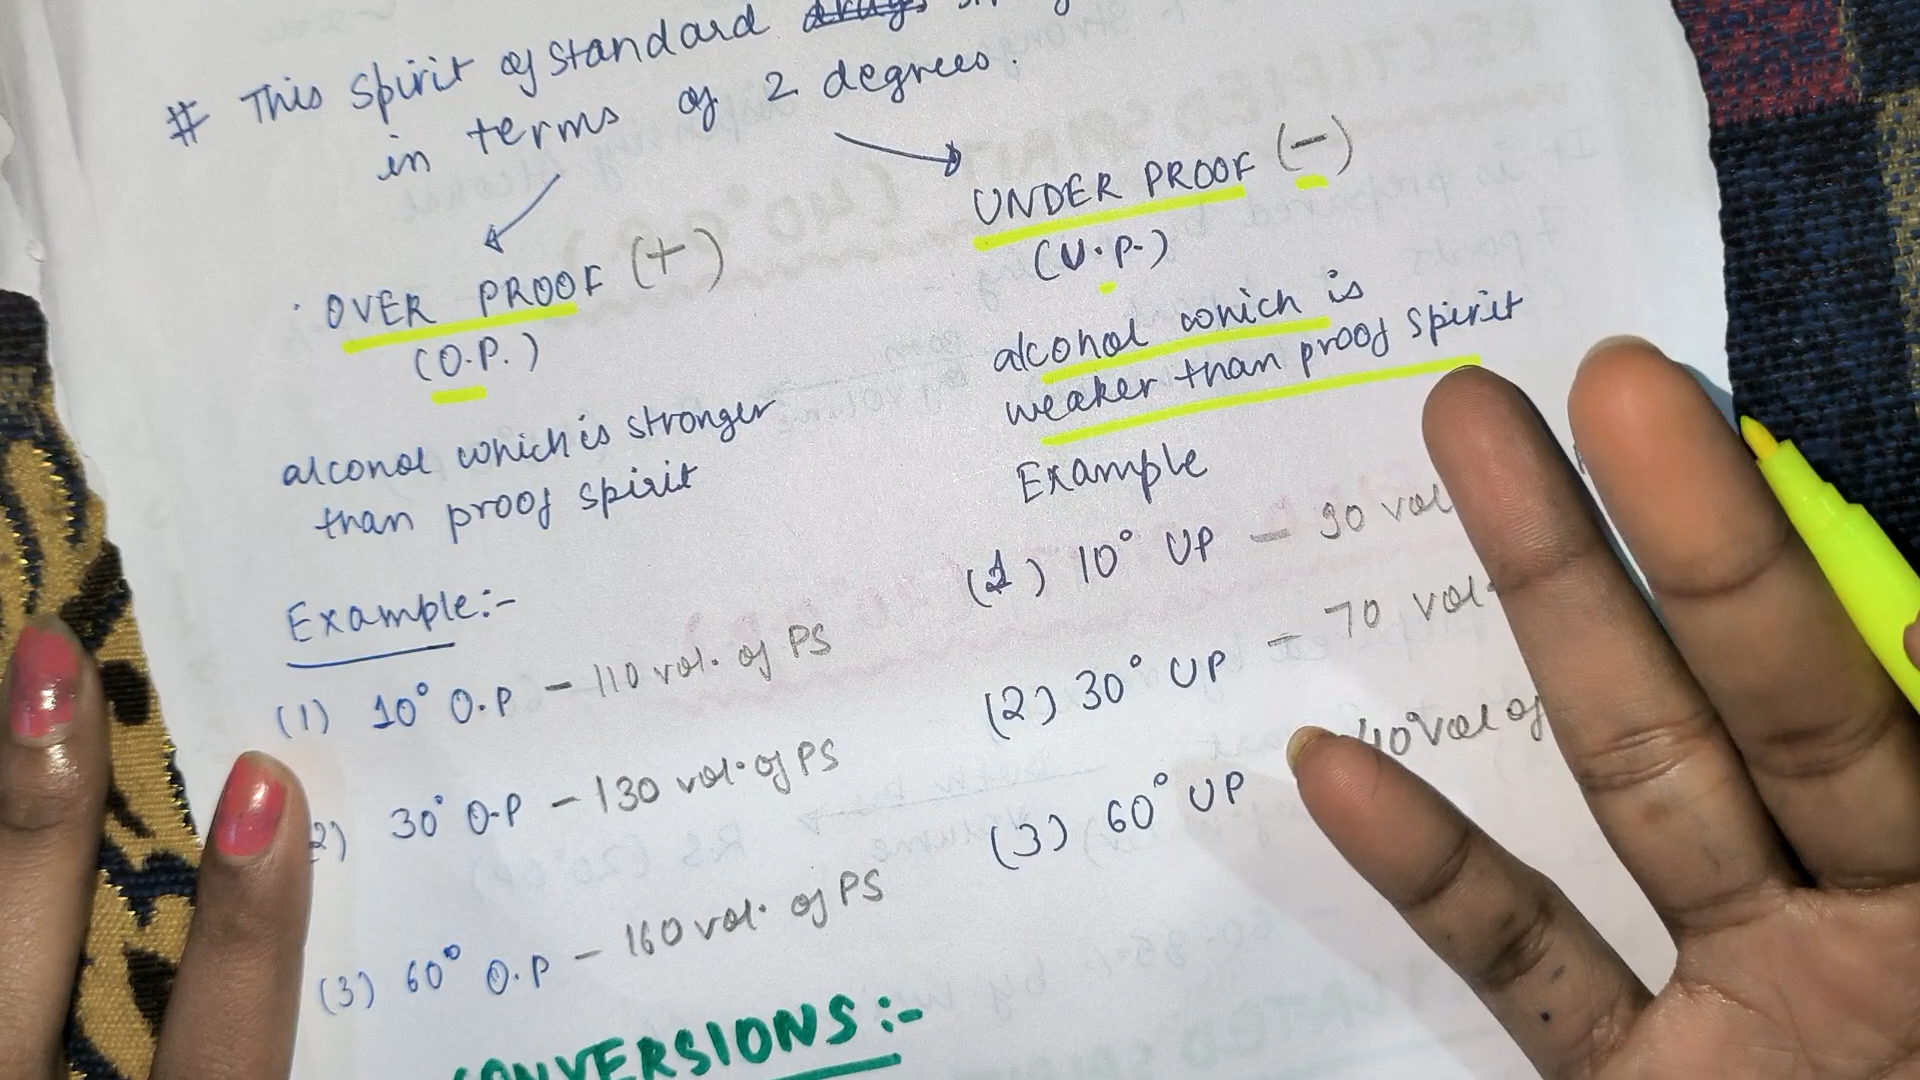 # This Spirit of standard
in terms of 2 degrees.
OVER PROOF (+)
(O.P.)
alcohol which is stronger
than proof spirit
Example:-
(1) 10° O.P - 110 vol. of PS
2) 30° O.P - 130 vol. of PS
(3) 60° O.P - 160 vol. of PS
UNDER PROOF (-)
(U.P.)
alcohol which is
weaker than proof spirit
Example
(1) 10° UP - 90 vol
(2) 30° UP - 70 vol.
(3) 60° UP 40 vol of
CONVERSIONS:-